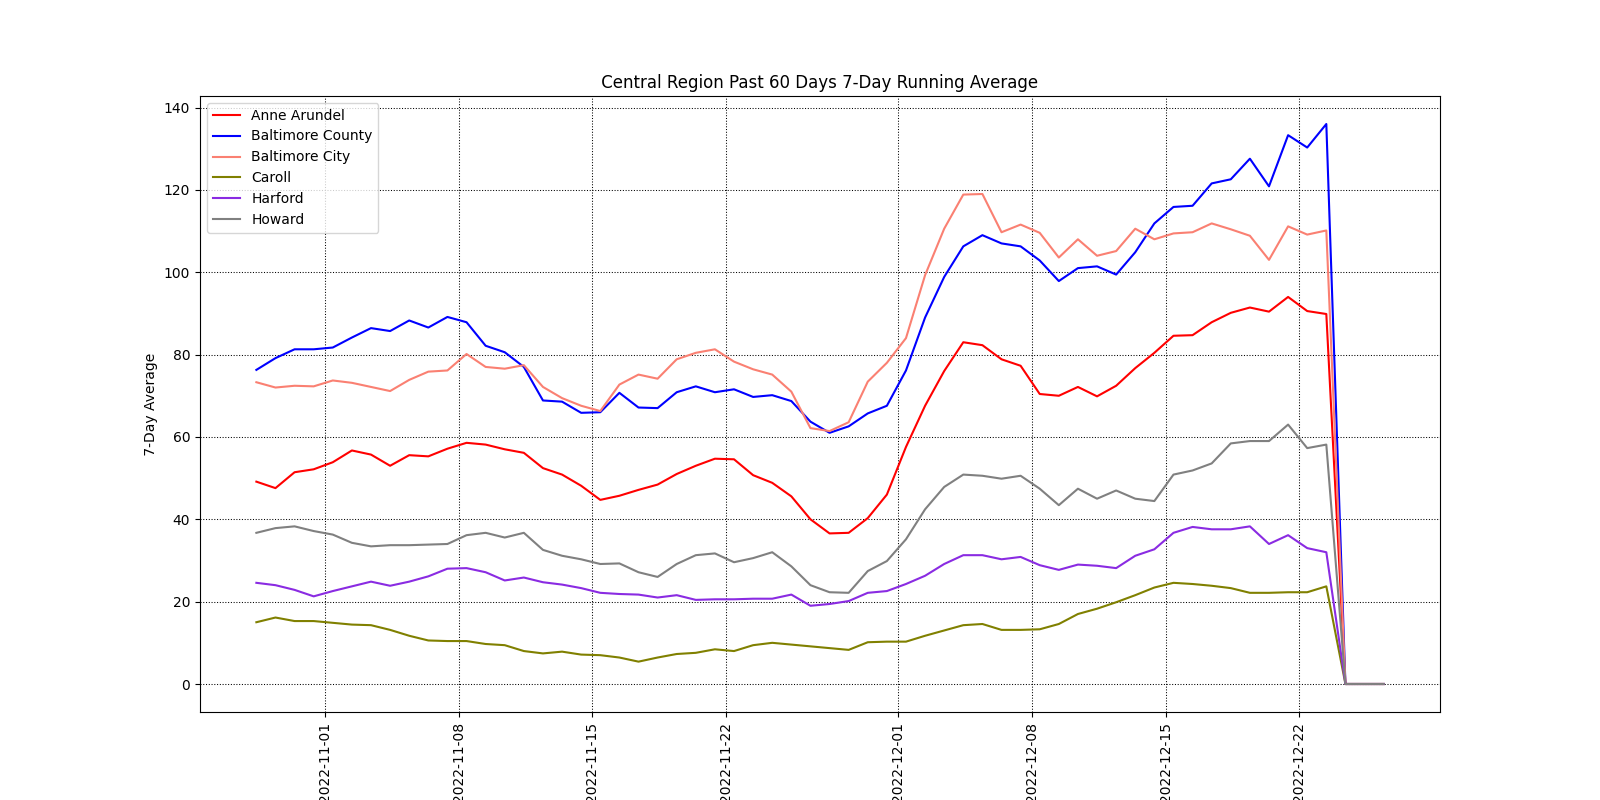 Central Region Past 60 Days 7-Day Running Average
140
120
100
80
60
40
20
0
7-Day Average
Anne Arundel
Baltimore County
Baltimore City
Caroll
Harford
Howard
2022-11-01
2022-11-08
2022-11-15
2022-11-22
2022-12-01
2022-12-08
2022-12-15
2022-12-22